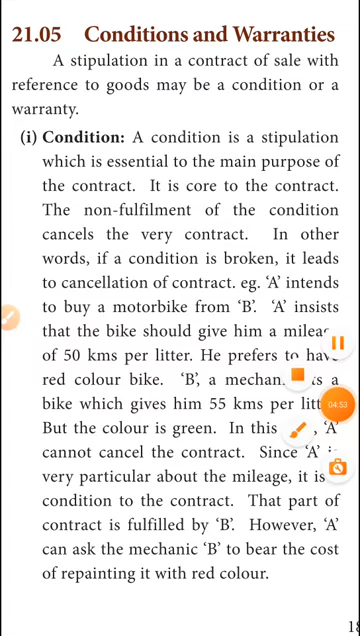 21.05 Conditions and Warranties
A stipulation in a contract of sale with
reference to goods may be a condition or a
warranty.
(i) Condition: A condition is a stipulation
which is essential to the main purpose of
the contract. It is core to the contract.
The non-fulfilment of the condition
cancels the very contract. In other
words, if a condition is broken, it leads
to cancellation of contract. eg. ‘A’ intends
to buy a motorbike from ‘B’. ‘A’ insists
that the bike should give him a
of 50 kms per litter. He prefers to have
red colour bike. ‘B’, a a
bike which gives him 55 kms per
04:53
But the colour is green. In this , ‘A’
cannot cancel the contract. Since ‘A’
very particular about the mileage, it is
condition to the contract. That part of
contract is fulfilled by ‘B’. However, ‘A’
can ask the mechanic ‘B’ to bear the cost
of repainting it with red colour.